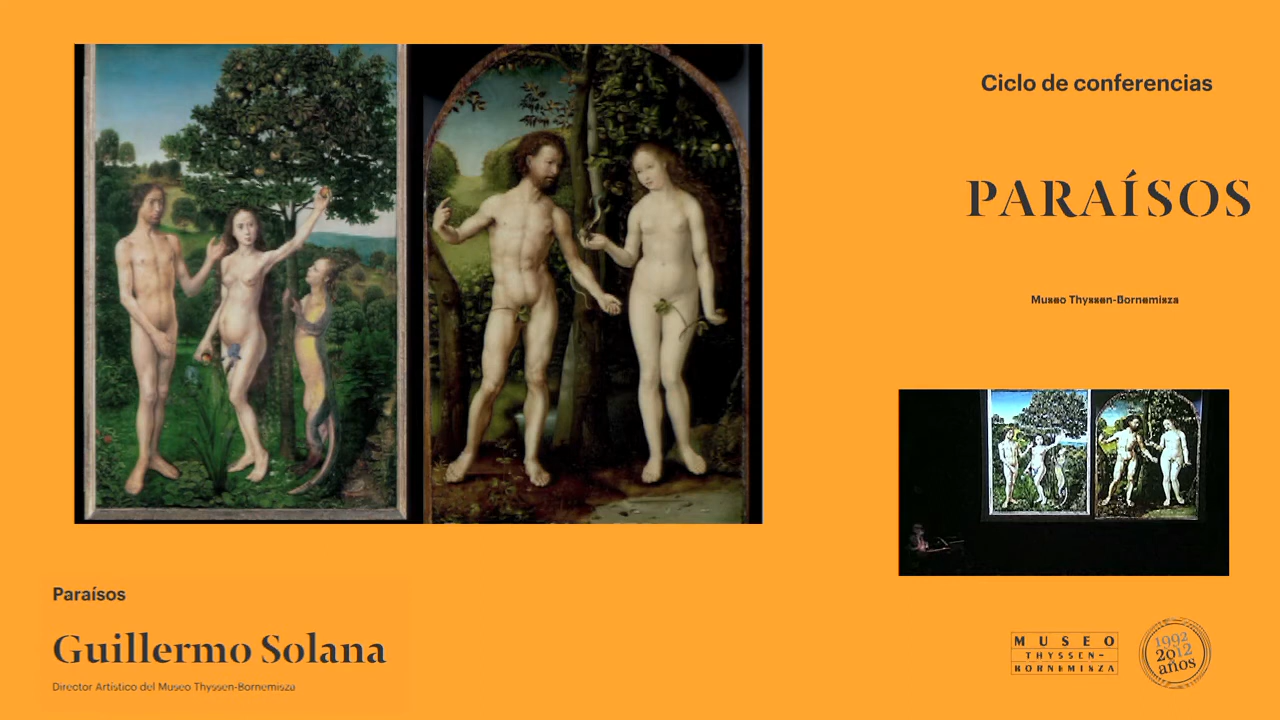 Ciclo de conferencias
PARAÍSOS
Museo Thyssen-Bornemisza
Paraísos
Guillermo Solana
Director Artístico del Museo Thyssen-Bornemisza
MUSEO
THYSSEN-
BORNEMISZA
1992
2012
años